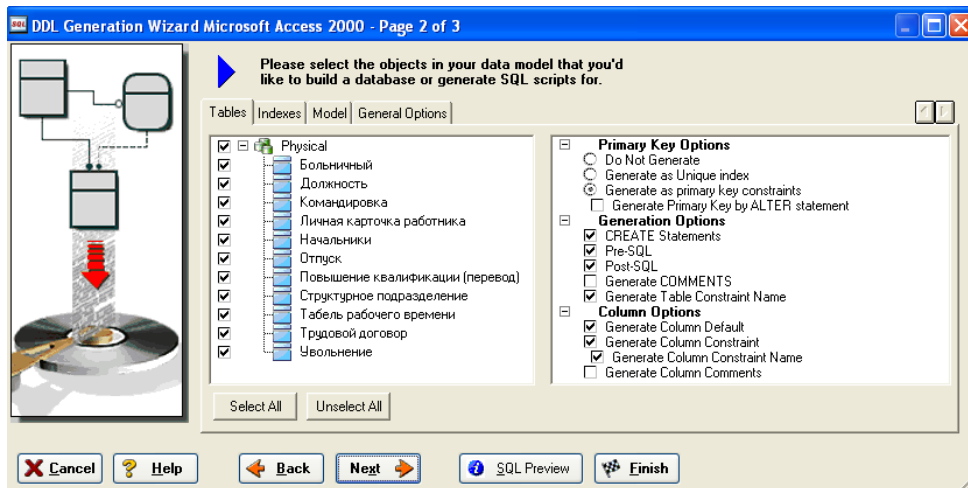 DDL Generation Wizard Microsoft Access 2000 - Page 2 of 3
Please select the objects in your data model that you'd
like to build a database or generate SQL scripts for.
Tables Indexes Model General Options
Physical
Больничный
Должность
Командировка
Личная карточка работника
Начальники
Отпуск
Повышение квалификации (перевод)
Структурное подразделение
Табель рабочего времени
Трудовой договор
Увольнение
Primary Key Options
Do Not Generate
Generate as Unique index
Generate as primary key constraints
Generate Primary Key by ALTER statement
Generation Options
CREATE Statements
Pre-SQL
Post-SQL
Generate COMMENTS
Generate Table Constraint Name
Column Options
Generate Column Default
Generate Column Constraint
Generate Column Constraint Name
Generate Column Comments
Select All Unselect All
Cancel Help Back Next SQL Preview Finish